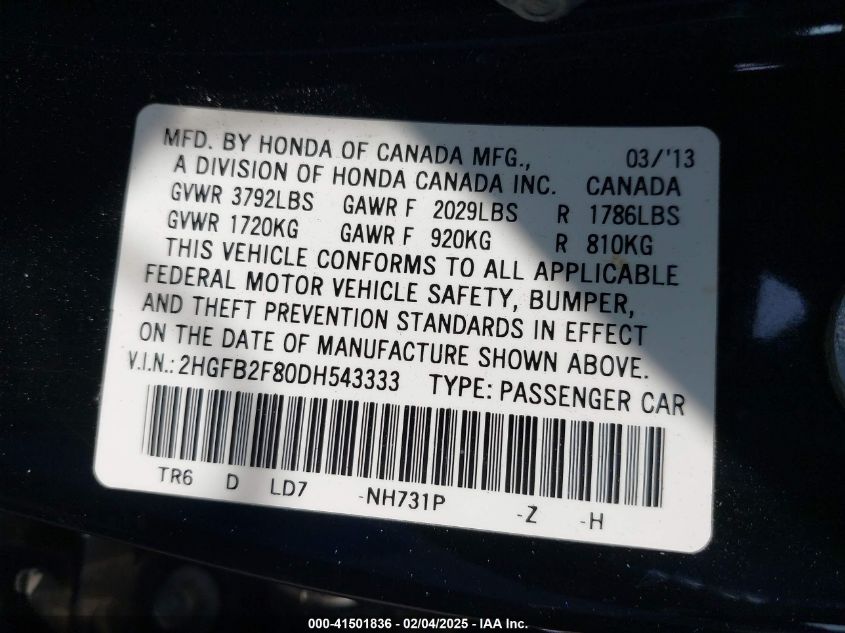 MFD. BY HONDA OF CANADA MFG., 03/'13
A DIVISION OF HONDA CANADA INC. CANADA
GVWR 3792LBS GAWR F 2029LBS R 1786LBS
GVWR 1720KG GAWR F 920KG R 810KG
THIS VEHICLE CONFORMS TO ALL APPLICABLE
FEDERAL MOTOR VEHICLE SAFETY, BUMPER,
AND THEFT PREVENTION STANDARDS IN EFFECT
ON THE DATE OF MANUFACTURE SHOWN ABOVE.
V.I.N.: 2HGFB2F80DH543333 TYPE: PASSENGER CAR
TR6 D LD7 -NH731P -Z -H
000-41501836 - 02/04/2025 - IAA Inc.